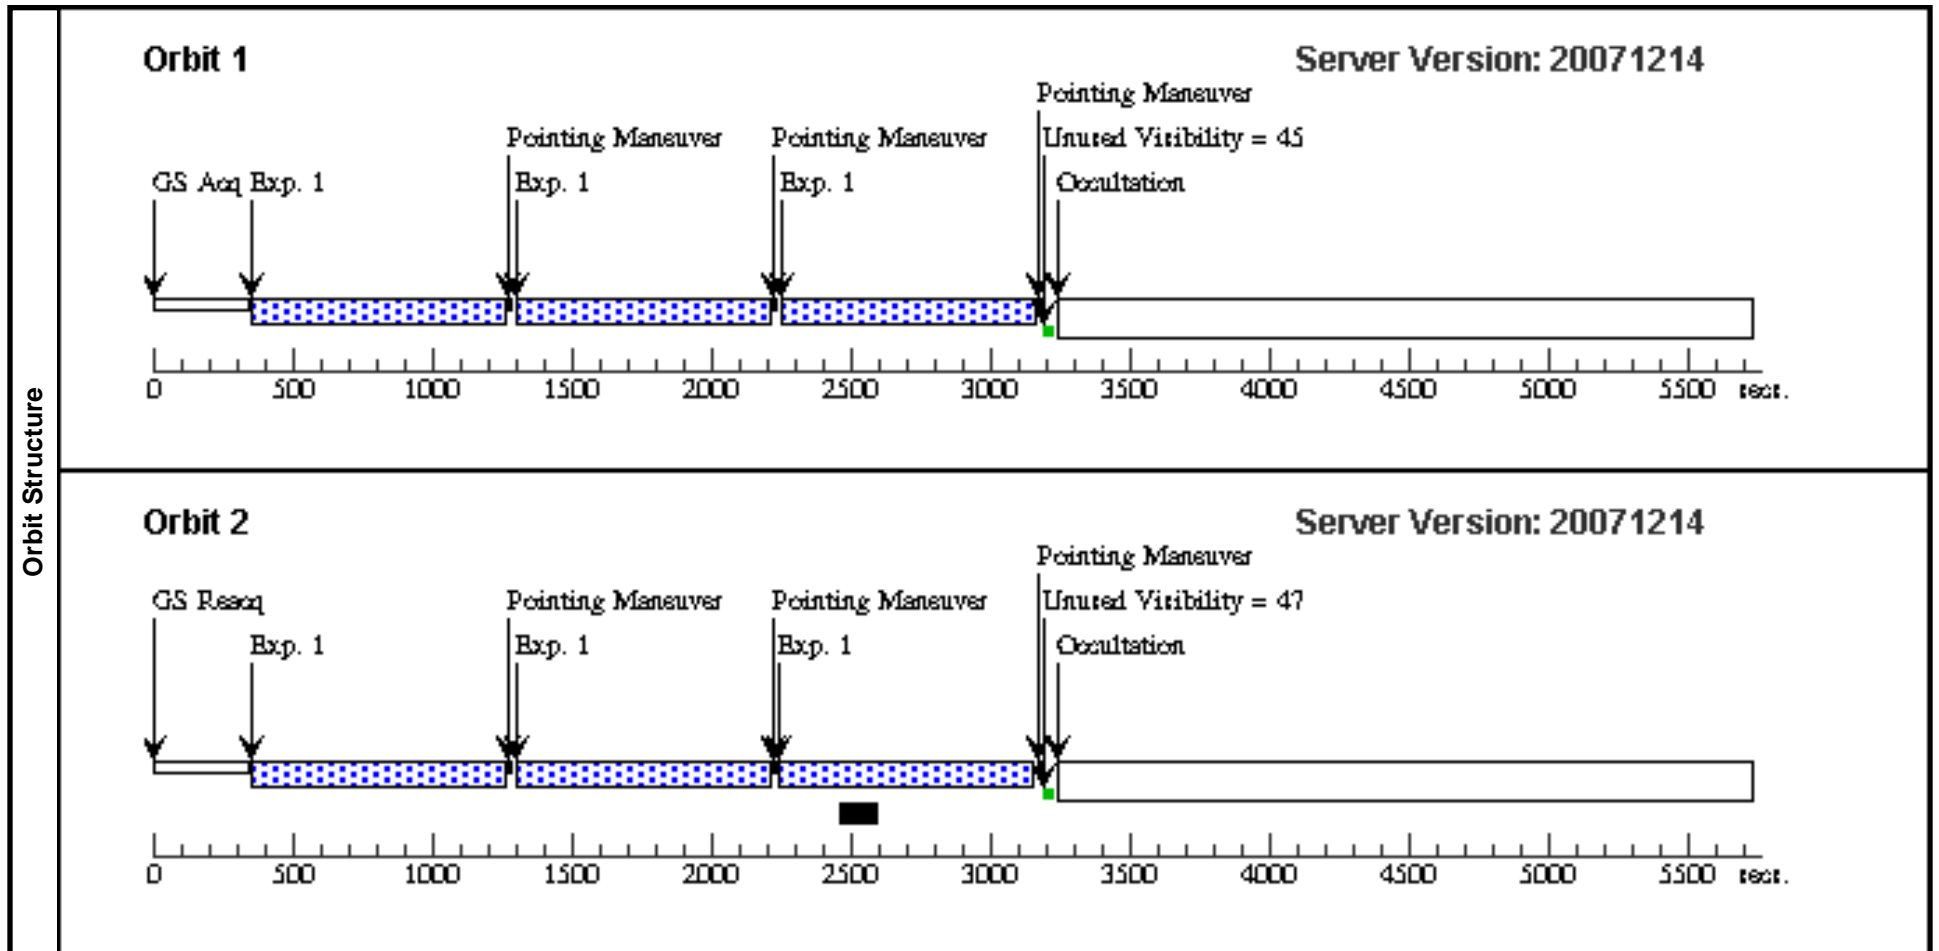 Orbit Structure
Orbit 1
Server Version: 20071214
Pointing Maneuver
Pointing Maneuver Pointing Maneuver Unused Visibility = 45
GS Acq Exp. 1 Exp. 1 Exp. 1 Occultation
0 500 1000 1500 2000 2500 3000 3500 4000 4500 5000 5500 secs.
Orbit 2
Server Version: 20071214
Pointing Maneuver
GS Reacq Pointing Maneuver Pointing Maneuver Unused Visibility = 47
Exp. 1 Exp. 1 Exp. 1 Occultation
0 500 1000 1500 2000 2500 3000 3500 4000 4500 5000 5500 secs.